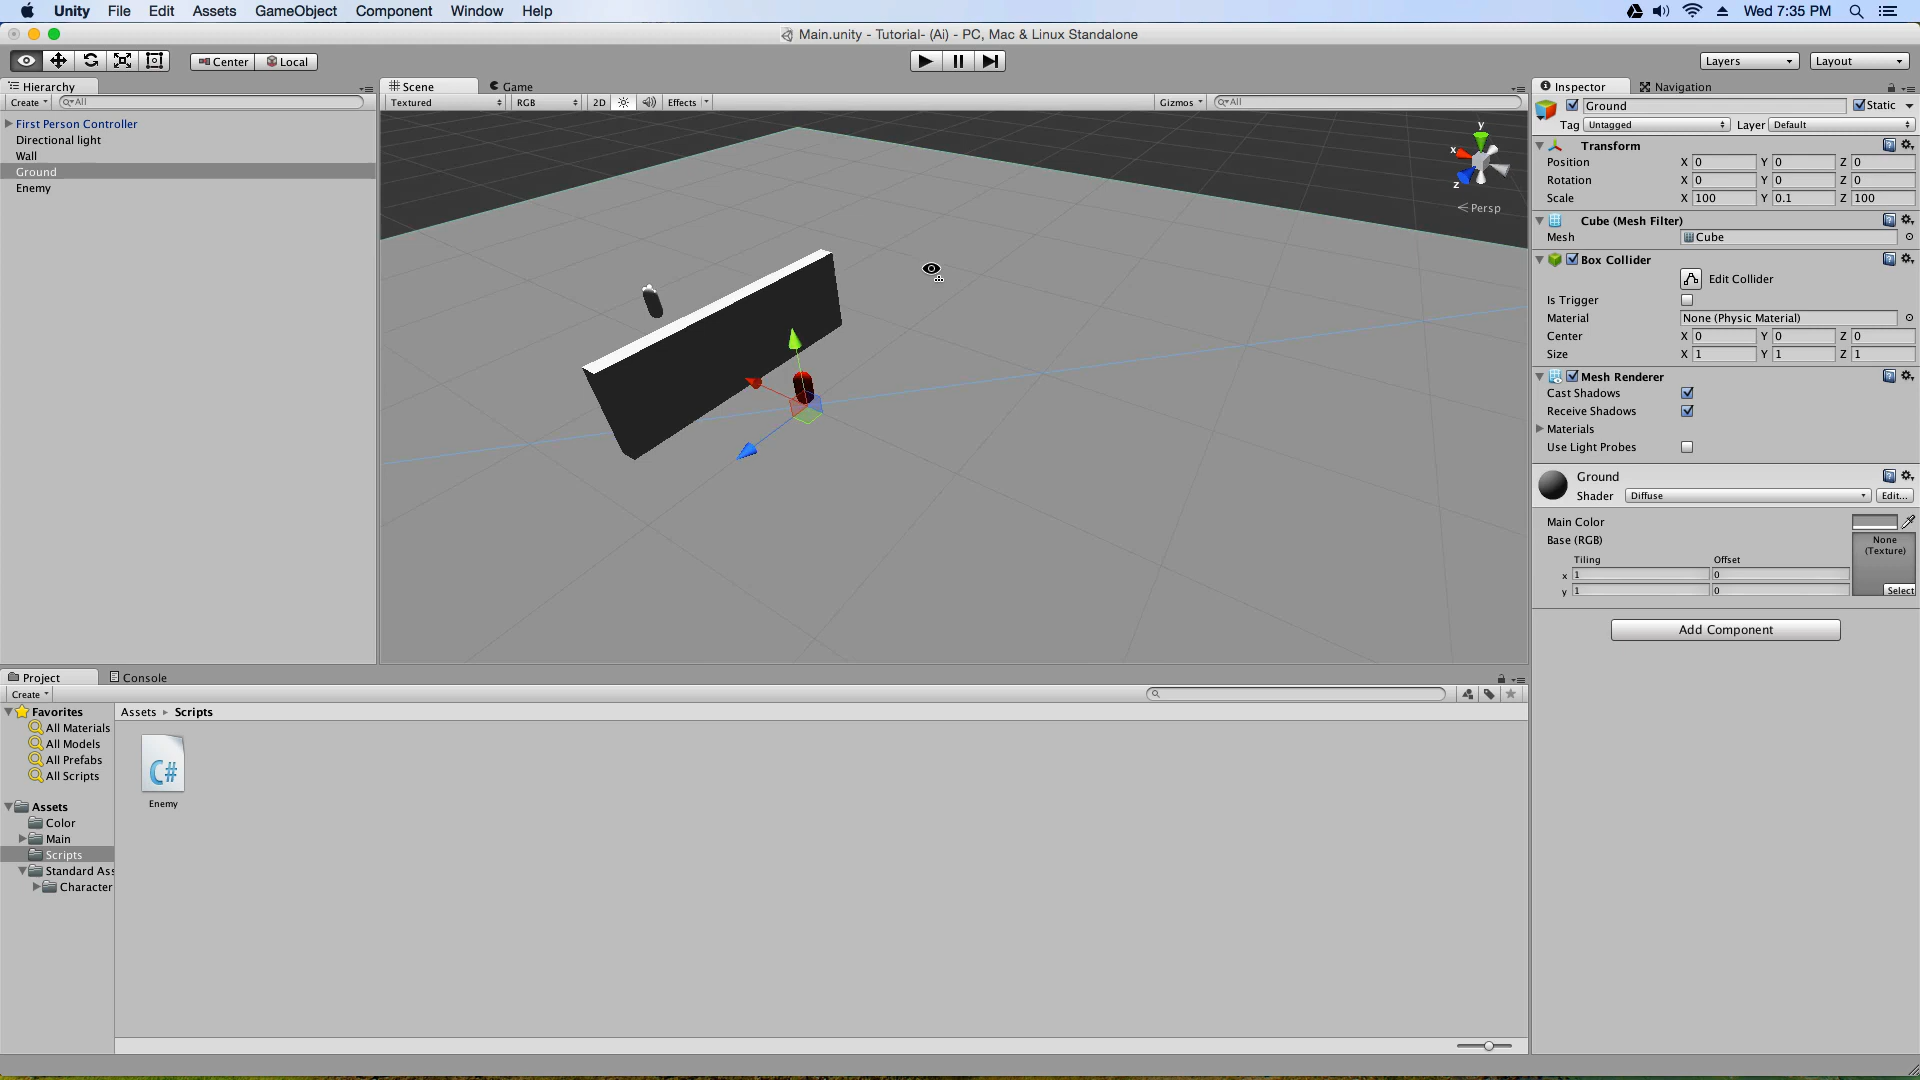 Unity File Edit Assets GameObject Component Window Help Wed 7:35 PM
Main.unity - Tutorial- (Ai) - PC, Mac & Linux Standalone
Center Local Layers Layout
Hierarchy
Create All
First Person Controller
Directional light
Wall
Ground
Enemy
Scene Game
Textured RGB 2D Effects Gizmos All
y
x
z
Persp
Inspector Navigation
Ground Static
Tag Untagged Layer Default
Transform
Position X 0 Y 0 Z 0
Rotation X 0 Y 0 Z 0
Scale X 100 Y 0.1 Z 100
Cube (Mesh Filter)
Mesh Cube
Box Collider
Edit Collider
Is Trigger
Material None (Physic Material)
Center X 0 Y 0 Z 0
Size X 1 Y 1 Z 1
Mesh Renderer
Cast Shadows
Receive Shadows
Materials
Use Light Probes
Ground
Shader Diffuse Edit...
Main Color
Base (RGB) None
(Texture)
Tiling Offset
x 1 0
y 1 0
Select
Add Component
Project Console
Create
Favorites
All Materials
All Models
All Prefabs
All Scripts
Assets
Color
Main
Scripts
Standard Ass
Character
Assets Scripts
C#
Enemy